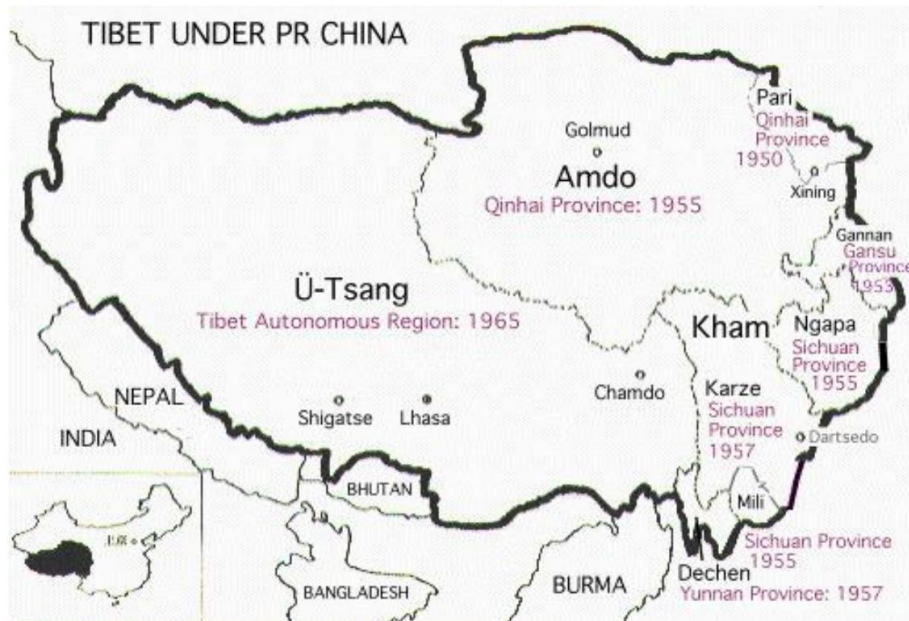 TIBET UNDER PR CHINA
Pari
Qinhai
Province
1950
Golmud
Amdo
Qinhai Province: 1955
Xining
Gannan
Gansu
Province
1953
Ü-Tsang
Tibet Autonomous Region: 1965
Kham
Ngapa
Sichuan
Province
1955
Chamdo
Karze
Sichuan
Province
1957
Shigatse
Lhasa
Dartsedo
NEPAL
INDIA
BHUTAN
Mili
Sichuan Province
1955
Dechen
Yunnan Province: 1957
BANGLADESH
BURMA